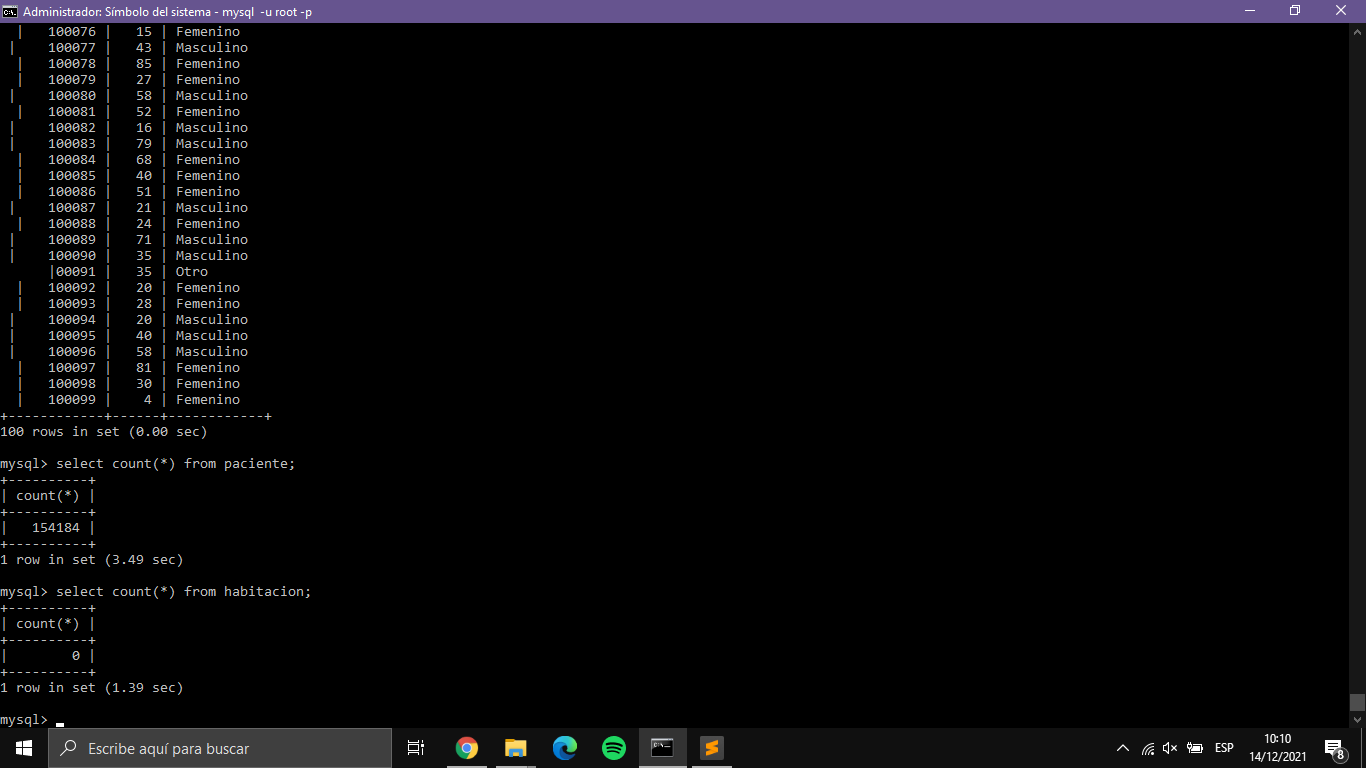 Administrador: Símbolo del sistema - mysql  -u root -p
  |   100076 |   15 | Femenino
 |    100077 |   43 | Masculino
  |   100078 |   85 | Femenino
  |   100079 |   27 | Femenino
 |    100080 |   58 | Masculino
  |   100081 |   52 | Femenino
 |    100082 |   16 | Masculino
 |    100083 |   79 | Masculino
  |   100084 |   68 | Femenino
  |   100085 |   40 | Femenino
  |   100086 |   51 | Femenino
 |    100087 |   21 | Masculino
  |   100088 |   24 | Femenino
 |    100089 |   71 | Masculino
 |    100090 |   35 | Masculino
      |00091 |   35 | Otro
  |   100092 |   20 | Femenino
  |   100093 |   28 | Femenino
 |    100094 |   20 | Masculino
 |    100095 |   40 | Masculino
 |    100096 |   58 | Masculino
  |   100097 |   81 | Femenino
  |   100098 |   30 | Femenino
  |   100099 |    4 | Femenino
+------------+------+------------+
100 rows in set (0.00 sec)
mysql> select count(*) from paciente;
+----------+
| count(*) |
+----------+
|   154184 |
+----------+
1 row in set (3.49 sec)
mysql> select count(*) from habitacion;
+----------+
| count(*) |
+----------+
|        0 |
+----------+
1 row in set (1.39 sec)
mysql>
Escribe aquí para buscar
ESP
10:10
14/12/2021
8